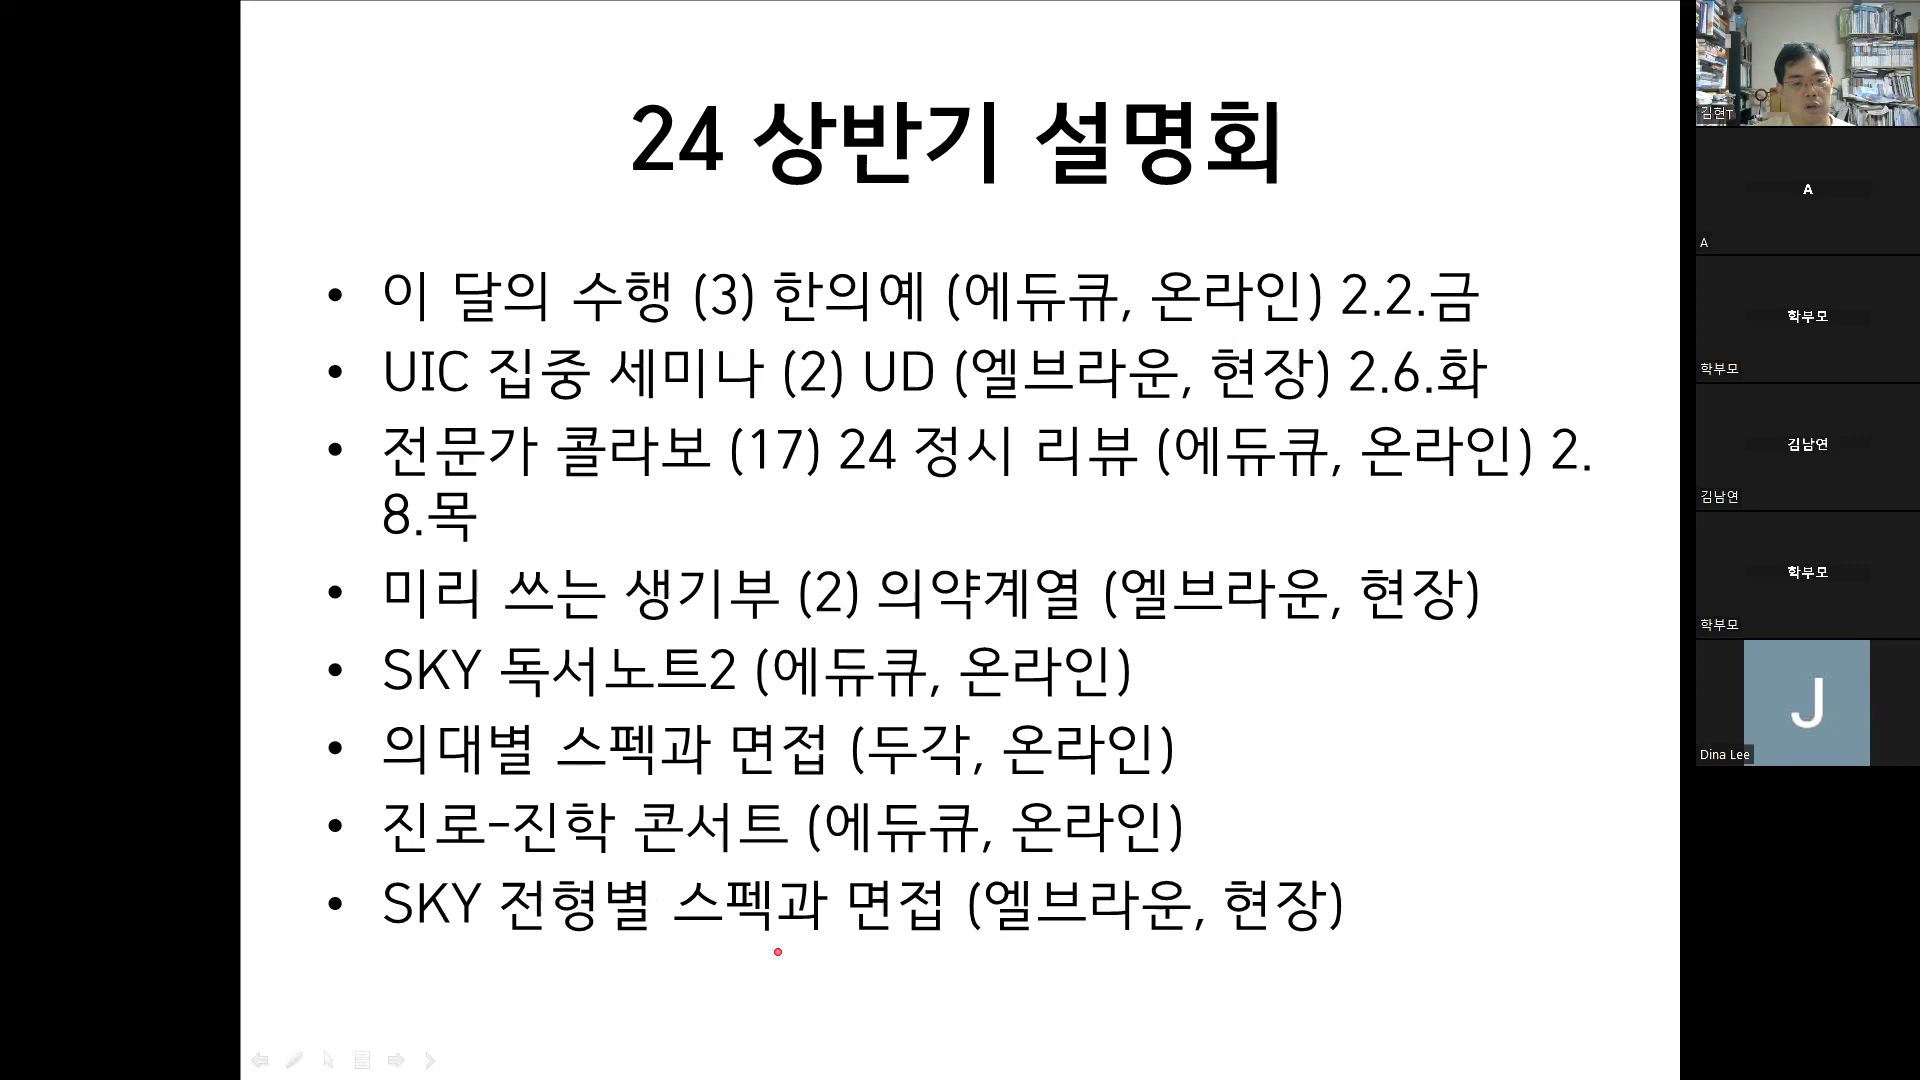 24 상반기 설명회
• 이 달의 수행 (3) 한의예 (에듀큐, 온라인) 2.2.금
• UIC 집중 세미나 (2) UD (엘브라운, 현장) 2.6.화
• 전문가 콜라보 (17) 24 정시 리뷰 (에듀큐, 온라인) 2.
8.목
• 미리 쓰는 생기부 (2) 의약계열 (엘브라운, 현장)
• SKY 독서노트2 (에듀큐, 온라인)
• 의대별 스펙과 면접 (두각, 온라인)
• 진로-진학 콘서트 (에듀큐, 온라인)
• SKY 전형별 스펙과 면접 (엘브라운, 현장)
김현T
A
A
학부모
학부모
김남연
김남연
학부모
학부모
J
Dina Lee